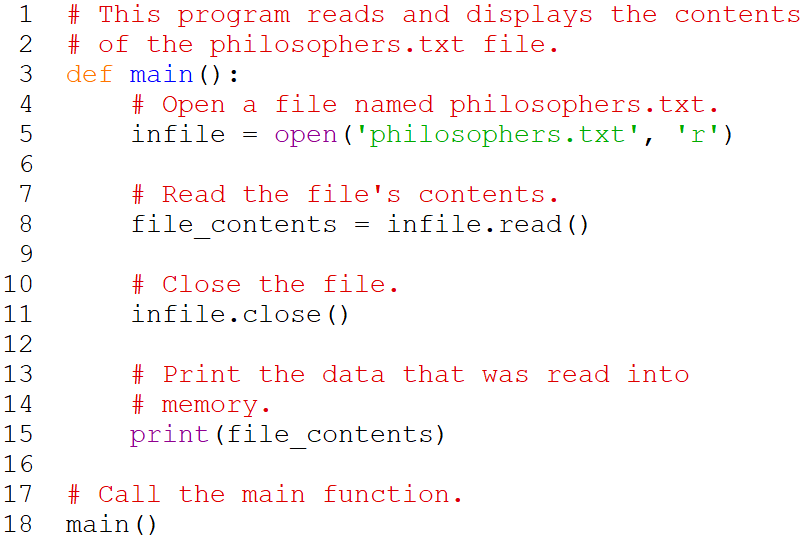 1 # This program reads and displays the contents
2 # of the philosophers.txt file.
3 def main():
4     # Open a file named philosophers.txt.
5     infile = open('philosophers.txt', 'r')
6
7     # Read the file's contents.
8     file_contents = infile.read()
9
10     # Close the file.
11     infile.close()
12
13     # Print the data that was read into
14     # memory.
15     print(file_contents)
16
17 # Call the main function.
18 main()